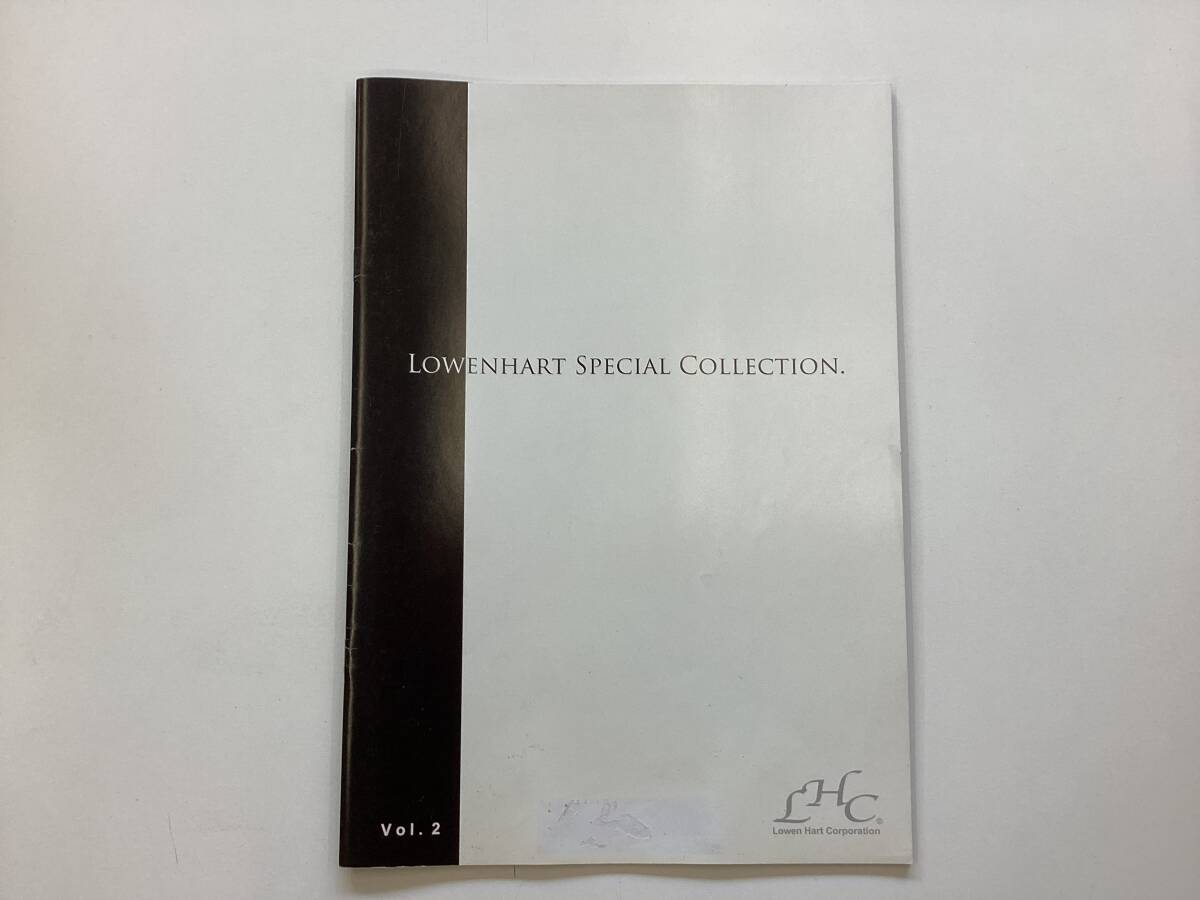 LOWENHART SPECIAL COLLECTION.
Vol. 2
LHC®
Lowen Hart Corporation